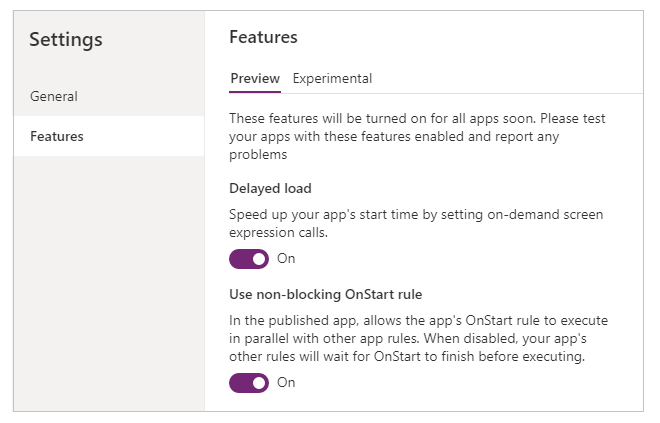 Settings
General
Features
Features
Preview Experimental
These features will be turned on for all apps soon. Please test
your apps with these features enabled and report any
problems
Delayed load
Speed up your app's start time by setting on-demand screen
expression calls.
On
Use non-blocking OnStart rule
In the published app, allows the app's OnStart rule to execute
in parallel with other app rules. When disabled, your app's
other rules will wait for OnStart to finish before executing.
On